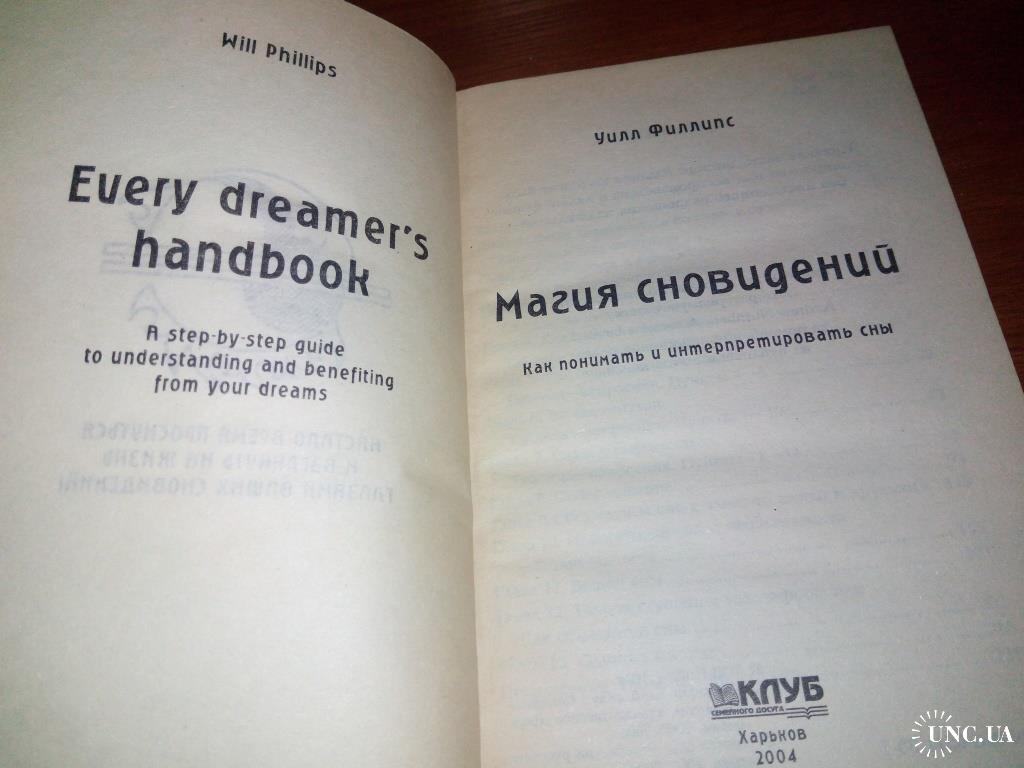 Will Phillips
Every dreamer's
handbook
A step-by-step guide
to understanding and benefiting
from your dreams
Уилл Филлипс
Магия сновидений
Как понимать и интерпретировать сны
КЛУБ
СЕМЕЙНОГО ДОСУГА
Харьков
2004
UNC.UA